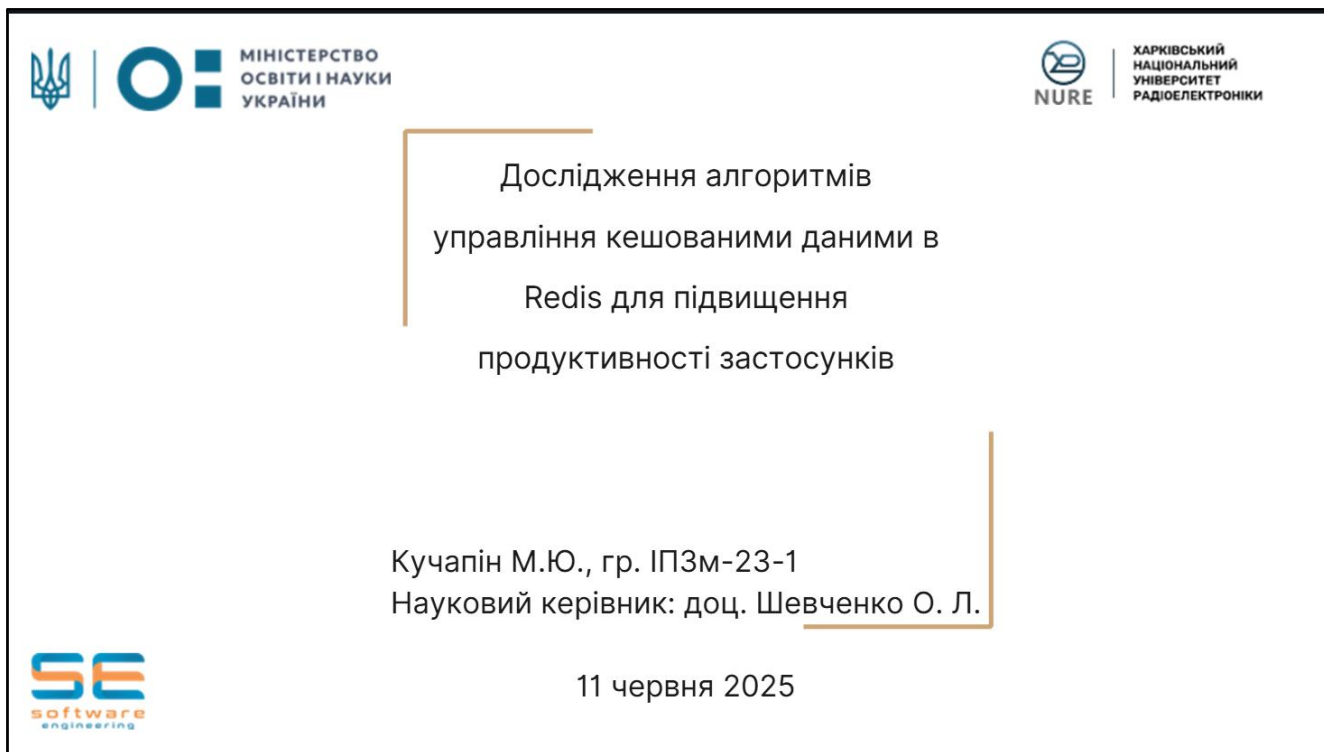 МІНІСТЕРСТВО
ОСВІТИ І НАУКИ
УКРАЇНИ
NURE
ХАРКІВСЬКИЙ
НАЦІОНАЛЬНИЙ
УНІВЕРСИТЕТ
РАДІОЕЛЕКТРОНІКИ
Дослідження алгоритмів
управління кешованими даними в
Redis для підвищення
продуктивності застосунків
Кучапін М.Ю., гр. ІПЗм-23-1
Науковий керівник: доц. Шевченко О. Л.
SE
software
engineering
11 червня 2025